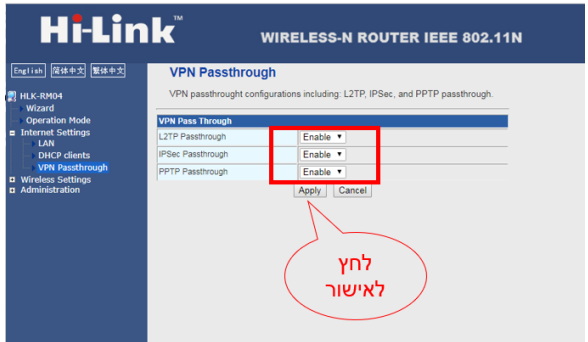 Hi-Link™
WIRELESS-N ROUTER IEEE 802.11N
English 简体中文 繁体中文
HLK-RM04
Wizard
Operation Mode
Internet Settings
LAN
DHCP clients
VPN Passthrough
Wireless Settings
Administration
VPN Passthrough
VPN passthrought configurations including: L2TP, IPSec, and PPTP passthrough.
VPN Pass Through
L2TP Passthrough Enable
IPSec Passthrough Enable
PPTP Passthrough Enable
Apply Cancel
לחץ
לאישור